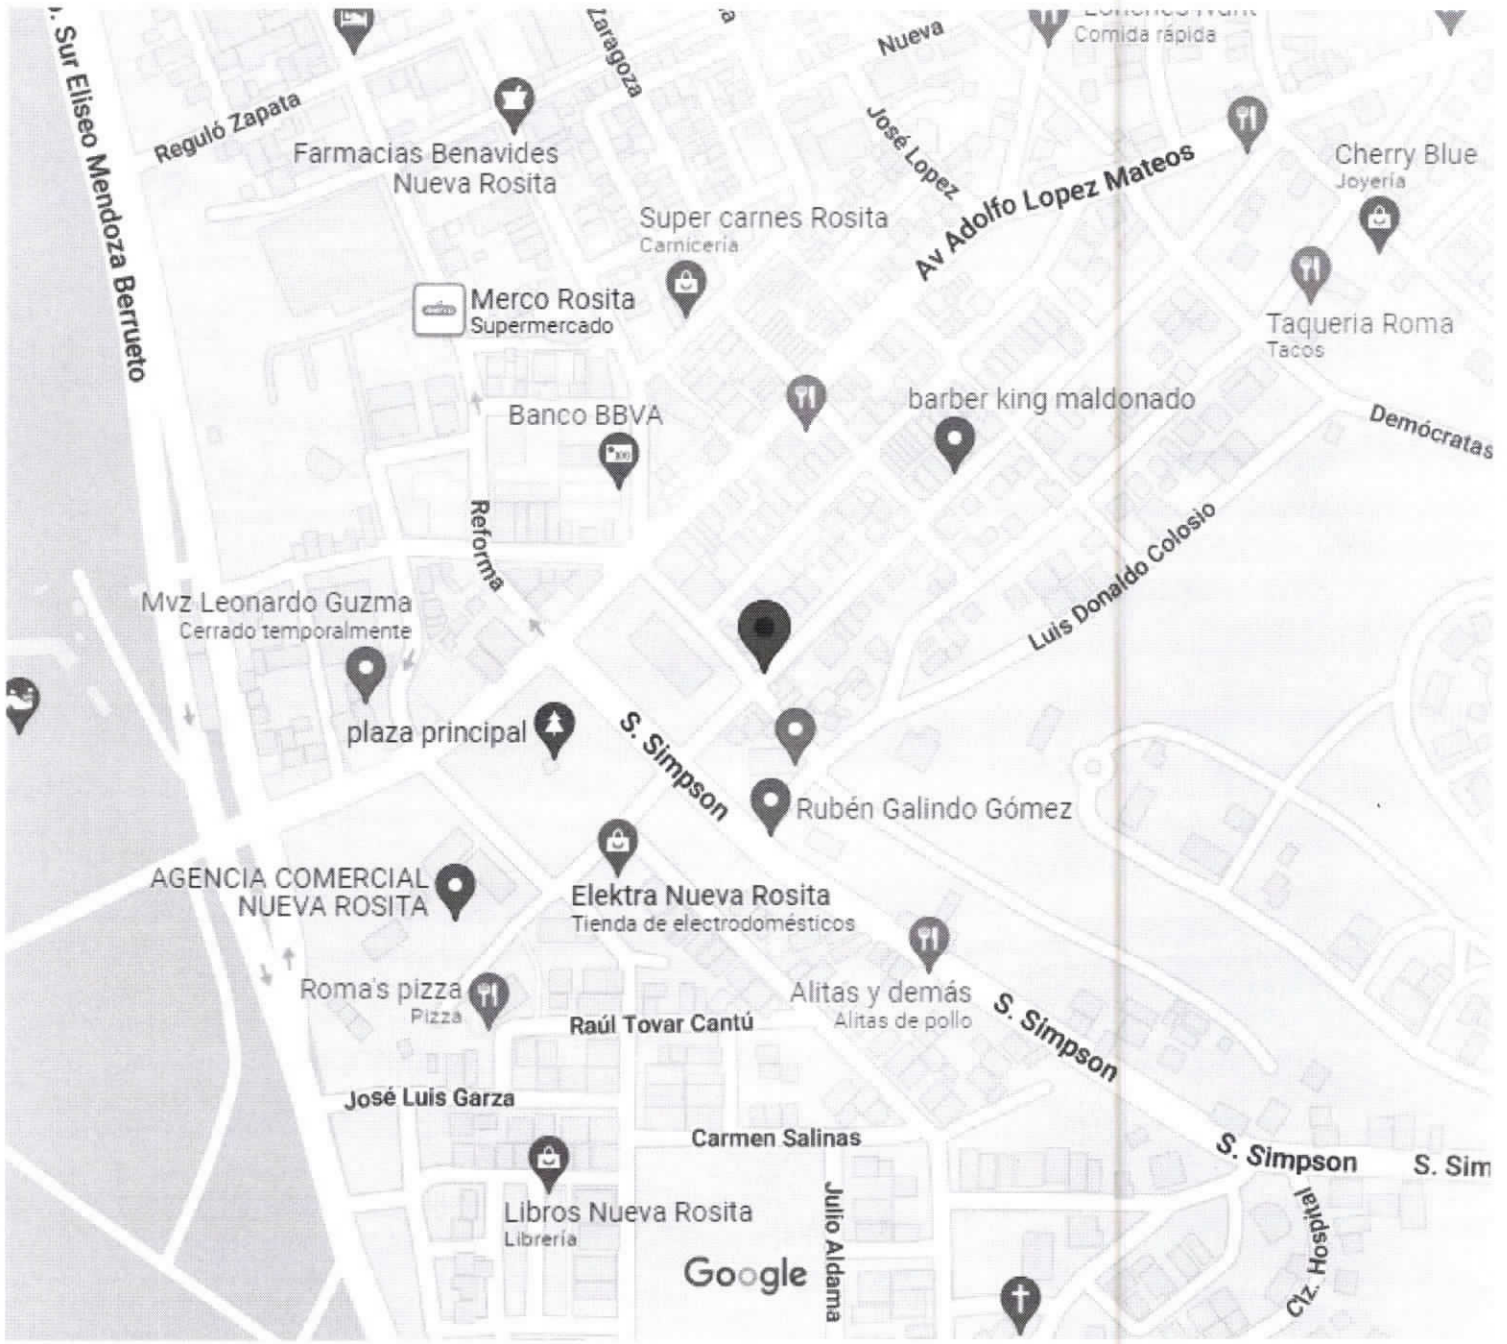 Comida rápida
Nueva
Zaragoza
. Sur Eliseo Mendoza Berrueto
Reguló Zapata
Farmacias Benavides
Nueva Rosita
José Lopez
Av Adolfo Lopez Mateos
Cherry Blue
Joyería
Super carnes Rosita
Carnicería
Merco Rosita
Supermercado
Taqueria Roma
Tacos
barber king maldonado
Banco BBVA
Demócratas
Reforma
Luis Donaldo Colosio
Mvz Leonardo Guzma
Cerrado temporalmente
plaza principal
S. Simpson
Rubén Galindo Gómez
AGENCIA COMERCIAL
NUEVA ROSITA
Elektra Nueva Rosita
Tienda de electrodomésticos
Roma's pizza
Pizza
Alitas y demás
Alitas de pollo
S. Simpson
Raúl Tovar Cantú
José Luis Garza
Carmen Salinas
S. Simpson
S. Sim
Libros Nueva Rosita
Librería
Julio Aldama
Clz. Hospital
Google